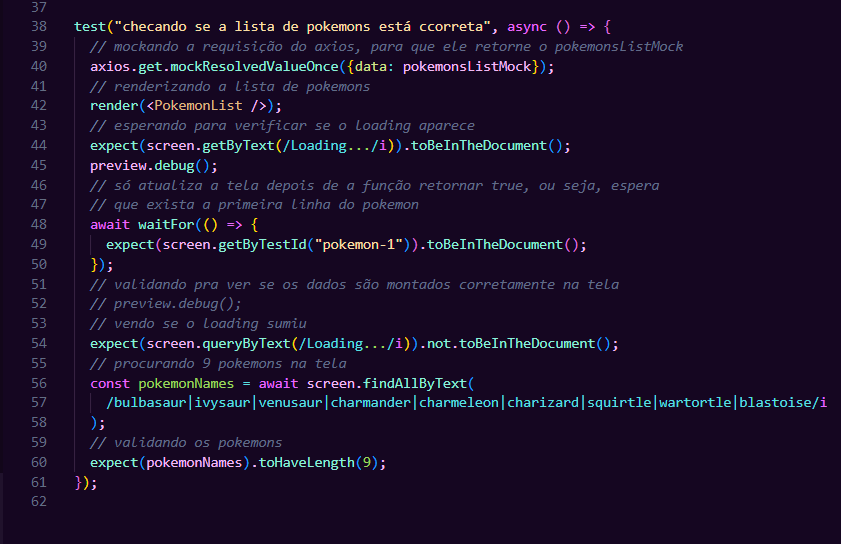 37
38 test("checando se a lista de pokemons está ccorreta", async () => {
39 // mockando a requisição do axios, para que ele retorne o pokemonsListMock
40 axios.get.mockResolvedValueOnce({data: pokemonsListMock});
41 // renderizando a lista de pokemons
42 render(<PokemonList />);
43 // esperando para verificar se o loading aparece
44 expect(screen.getByText(/Loading.../i)).toBeInTheDocument();
45 preview.debug();
46 // só atualiza a tela depois de a função retornar true, ou seja, espera
47 // que exista a primeira linha do pokemon
48 await waitFor(() => {
49 expect(screen.getByTestId("pokemon-1")).toBeInTheDocument();
50 });
51 // validando pra ver se os dados são montados corretamente na tela
52 // preview.debug();
53 // vendo se o loading sumiu
54 expect(screen.queryByText(/Loading.../i)).not.toBeInTheDocument();
55 // procurando 9 pokemons na tela
56 const pokemonNames = await screen.findAllByText(
57 /bulbasaur|ivysaur|venusaur|charmander|charmeleon|charizard|squirtle|wartortle|blastoise/i
58 );
59 // validando os pokemons
60 expect(pokemonNames).toHaveLength(9);
61 });
62